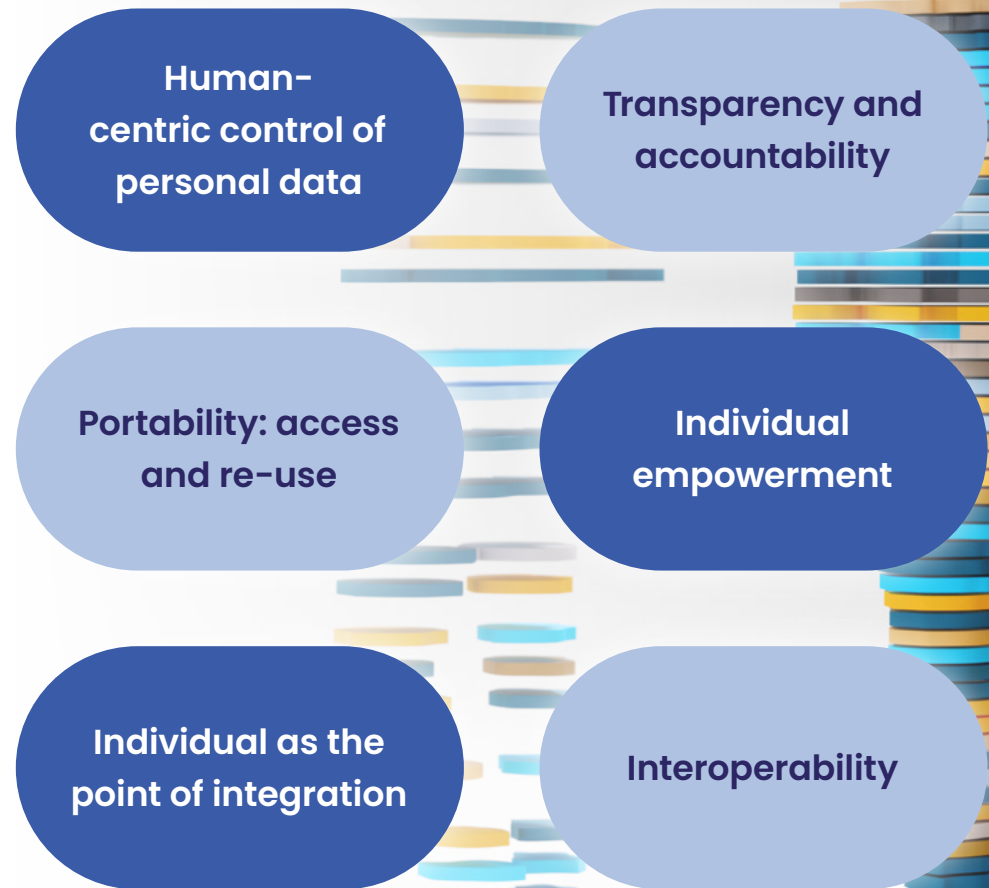 Human-
centric control of
personal data
Transparency and
accountability
Portability: access
and re-use
Individual
empowerment
Individual as the
point of integration
Interoperability